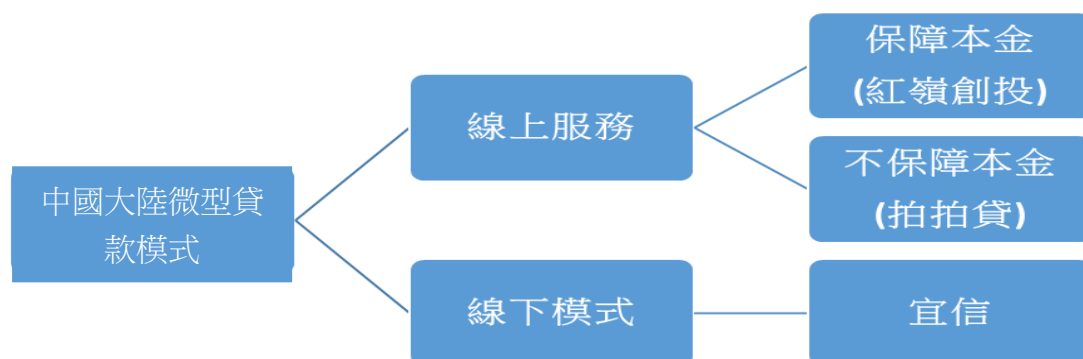 中國大陸微型貸
款模式
線上服務
保障本金
(紅嶺創投)
不保障本金
(拍拍貸)
線下模式
宜信